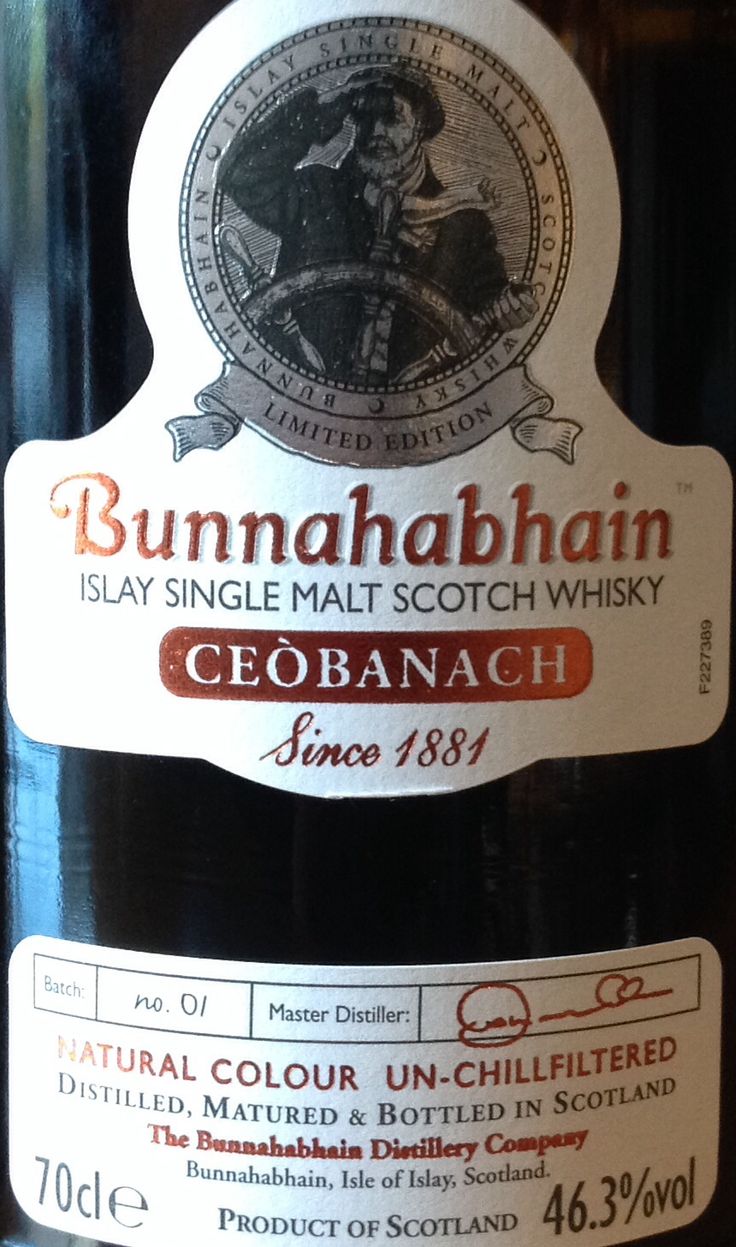 BUNNAHABHAIN ISLAY SINGLE MALT SCOTCH WHISKY
LIMITED EDITION
Bunnahabhain™
ISLAY SINGLE MALT SCOTCH WHISKY
CEÒBANACH
F227389
Since 1881
Batch: no. 01 Master Distiller:
NATURAL COLOUR UN-CHILLFILTERED
DISTILLED, MATURED & BOTTLED IN SCOTLAND
The Bunnahabhain Distillery Company
Bunnahabhain, Isle of Islay, Scotland.
70cl e PRODUCT OF SCOTLAND 46.3%vol